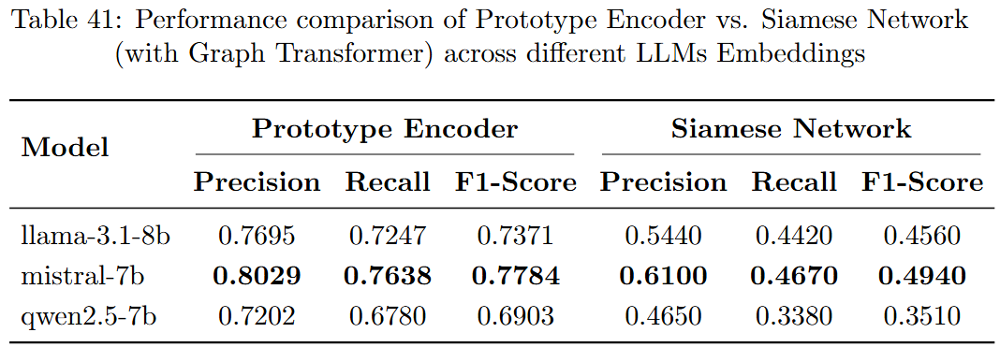 Table 41: Performance comparison of Prototype Encoder vs. Siamese Network
(with Graph Transformer) across different LLMs Embeddings
Model Prototype Encoder Siamese Network
Precision Recall F1-Score Precision Recall F1-Score
llama-3.1-8b 0.7695 0.7247 0.7371 0.5440 0.4420 0.4560
mistral-7b 0.8029 0.7638 0.7784 0.6100 0.4670 0.4940
qwen2.5-7b 0.7202 0.6780 0.6903 0.4650 0.3380 0.3510